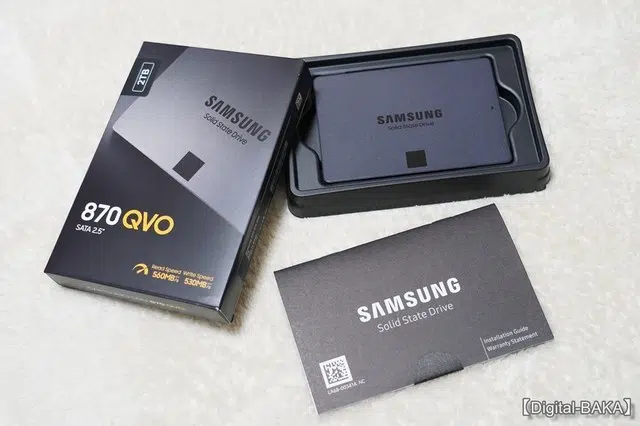 2TB
SAMSUNG
Solid State Drive
870 QVO
SATA 2.5"
Read Speed Write Speed
560MB/s 530MB/s
SAMSUNG
Solid State Drive
SAMSUNG
Solid State Drive
Installation Guide
Warranty Statement
【Digital-BAKA】